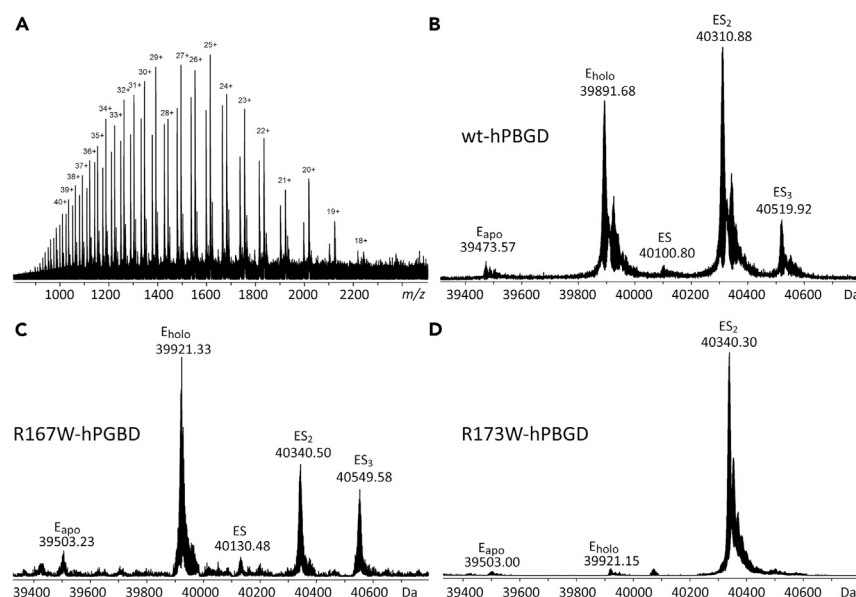 A
40+
39+
38+
37+
36+
35+
34+
33+
32+
31+
30+
29+
28+
27+
26+
25+
24+
23+
22+
21+
20+
19+
18+
1000 1200 1400 1600 1800 2000 2200 m/z
B
wt-hPBGD
Eapo
39473.57
Eholo
39891.68
ES
40100.80
ES2
40310.88
ES3
40519.92
39400 39600 39800 40000 40200 40400 40600 Da
C
R167W-hPGBD
Eapo
39503.23
Eholo
39921.33
ES
40130.48
ES2
40340.50
ES3
40549.58
39400 39600 39800 40000 40200 40400 40600 Da
D
R173W-hPBGD
Eapo
39503.00
Eholo
39921.15
ES2
40340.30
39400 39600 39800 40000 40200 40400 40600 Da